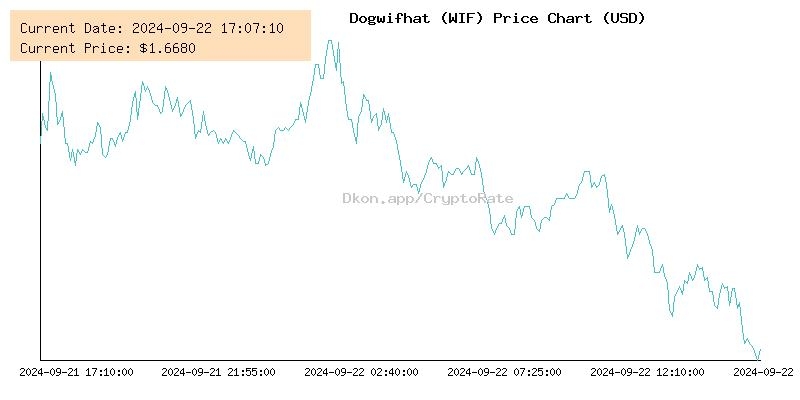 Dogwifhat (WIF) Price Chart (USD)
Current Date: 2024-09-22 17:07:10
Current Price: $1.6680
Dkon.app/CryptoRate
2024-09-21 17:10:00 2024-09-21 21:55:00 2024-09-22 02:40:00 2024-09-22 07:25:00 2024-09-22 12:10:00 2024-09-22